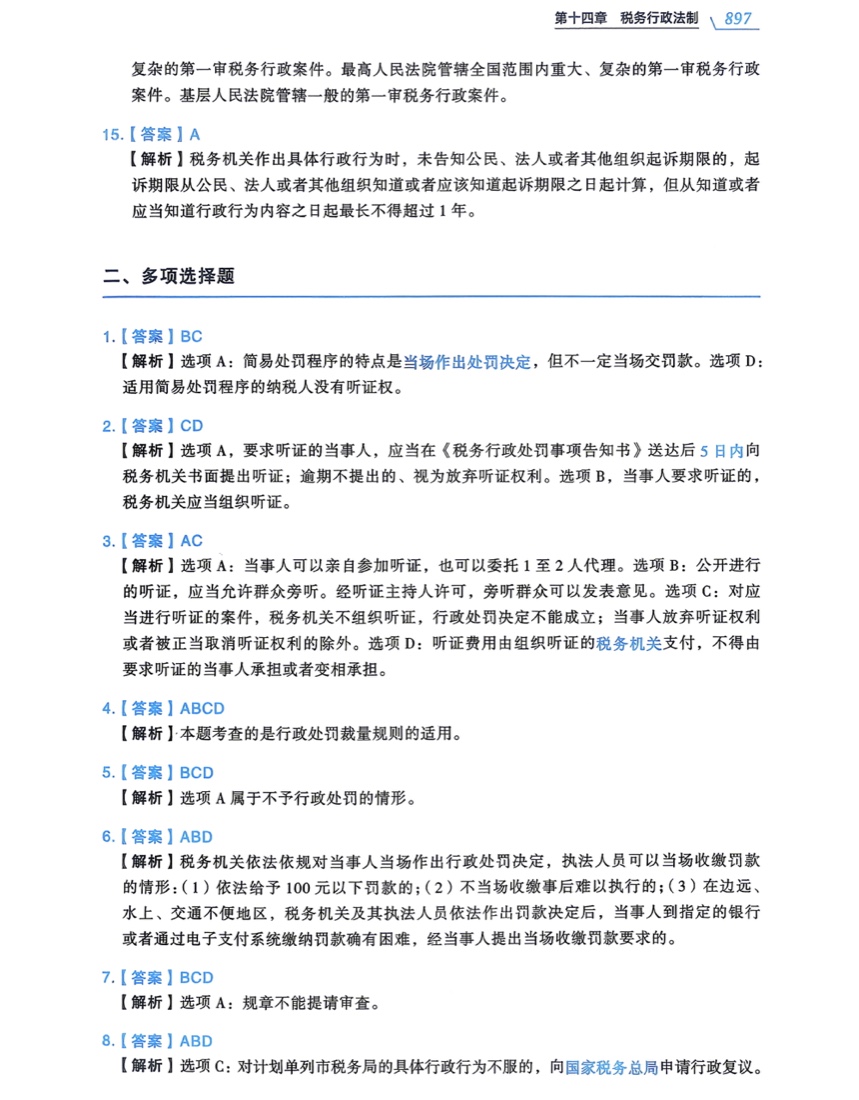 第十四章 税务行政法制 897
复杂的第一审税务行政案件。最高人民法院管辖全国范围内重大、复杂的第一审税务行政
案件。基层人民法院管辖一般的第一审税务行政案件。
15.【答案】A
【解析】税务机关作出具体行政行为时，未告知公民、法人或者其他组织起诉期限的，起
诉期限从公民、法人或者其他组织知道或者应该知道起诉期限之日起计算，但从知道或者
应当知道行政行为内容之日起最长不得超过 1 年。
二、多项选择题
1.【答案】BC
【解析】选项 A：简易处罚程序的特点是当场作出处罚决定，但不一定当场交罚款。选项 D：
适用简易处罚程序的纳税人没有听证权。
2.【答案】CD
【解析】选项 A，要求听证的当事人，应当在《税务行政处罚事项告知书》送达后 5 日内向
税务机关书面提出听证；逾期不提出的、视为放弃听证权利。选项 B，当事人要求听证的，
税务机关应当组织听证。
3.【答案】AC
【解析】选项 A：当事人可以亲自参加听证，也可以委托 1 至 2 人代理。选项 B：公开进行
的听证，应当允许群众旁听。经听证主持人许可，旁听群众可以发表意见。选项 C：对应
当进行听证的案件，税务机关不组织听证，行政处罚决定不能成立；当事人放弃听证权利
或者被正当取消听证权利的除外。选项 D：听证费用由组织听证的税务机关支付，不得由
要求听证的当事人承担或者变相承担。
4.【答案】ABCD
【解析】本题考查的是行政处罚裁量规则的适用。
5.【答案】BCD
【解析】选项 A 属于不予行政处罚的情形。
6.【答案】ABD
【解析】税务机关依法依规对当事人当场作出行政处罚决定，执法人员可以当场收缴罚款
的情形：（1）依法给予 100 元以下罚款的；（2）不当场收缴事后难以执行的；（3）在边远、
水上、交通不便地区，税务机关及其执法人员依法作出罚款决定后，当事人到指定的银行
或者通过电子支付系统缴纳罚款确有困难，经当事人提出当场收缴罚款要求的。
7.【答案】BCD
【解析】选项 A：规章不能提请审查。
8.【答案】ABD
【解析】选项 C：对计划单列市税务局的具体行政行为不服的，向国家税务总局申请行政复议。